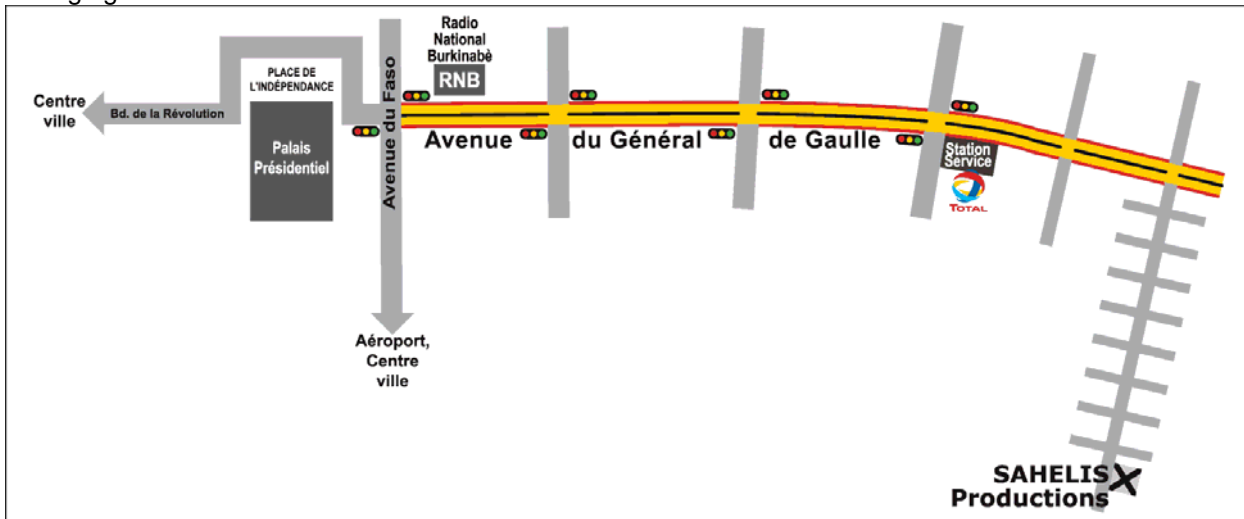 Radio
National
Burkinabè
RNB
PLACE DE
L'INDÉPENDANCE
Centre
ville
Bd. de la Révolution
Palais
Présidentiel
Avenue du Faso
Avenue du Général de Gaulle
Station
Service
TOTAL
Aéroport,
Centre
ville
SAHELIS
Productions